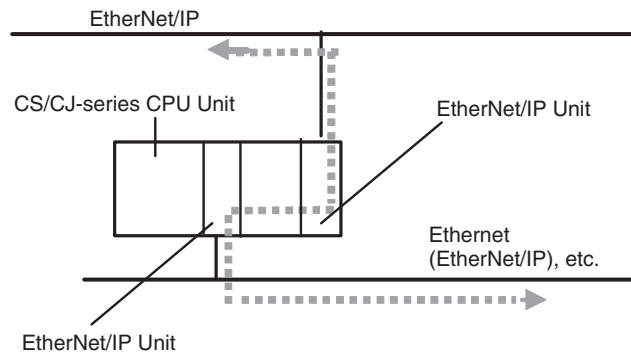 EtherNet/IP
CS/CJ-series CPU Unit
EtherNet/IP Unit
Ethernet
(EtherNet/IP), etc.
EtherNet/IP Unit